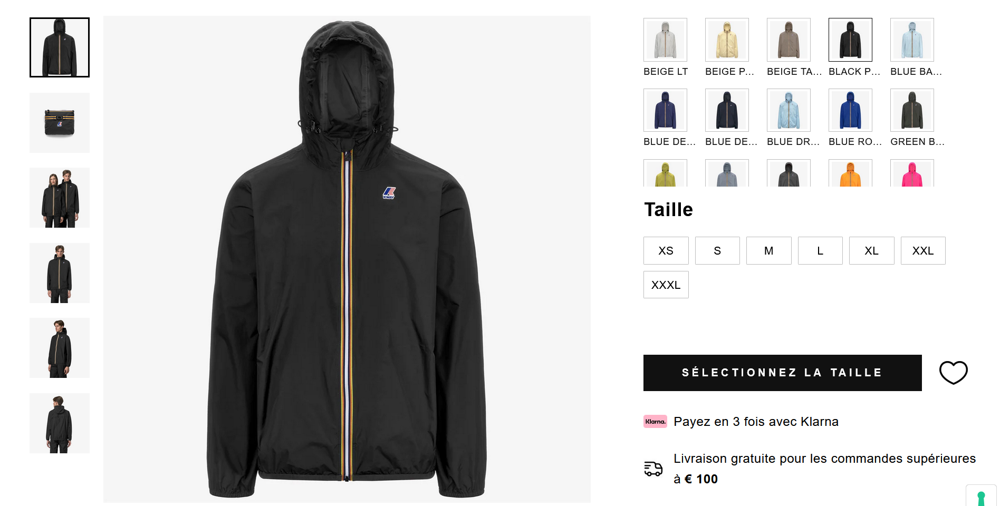 K-WAY
BEIGE LT
BEIGE P...
BEIGE TA...
BLACK P...
BLUE BA...
BLUE DE...
BLUE DE...
BLUE DR...
BLUE RO...
GREEN B...
Taille
XS
S
M
L
XL
XXL
XXXL
SÉLECTIONNEZ LA TAILLE
Klarna.
Payez en 3 fois avec Klarna
Livraison gratuite pour les commandes supérieures
à € 100